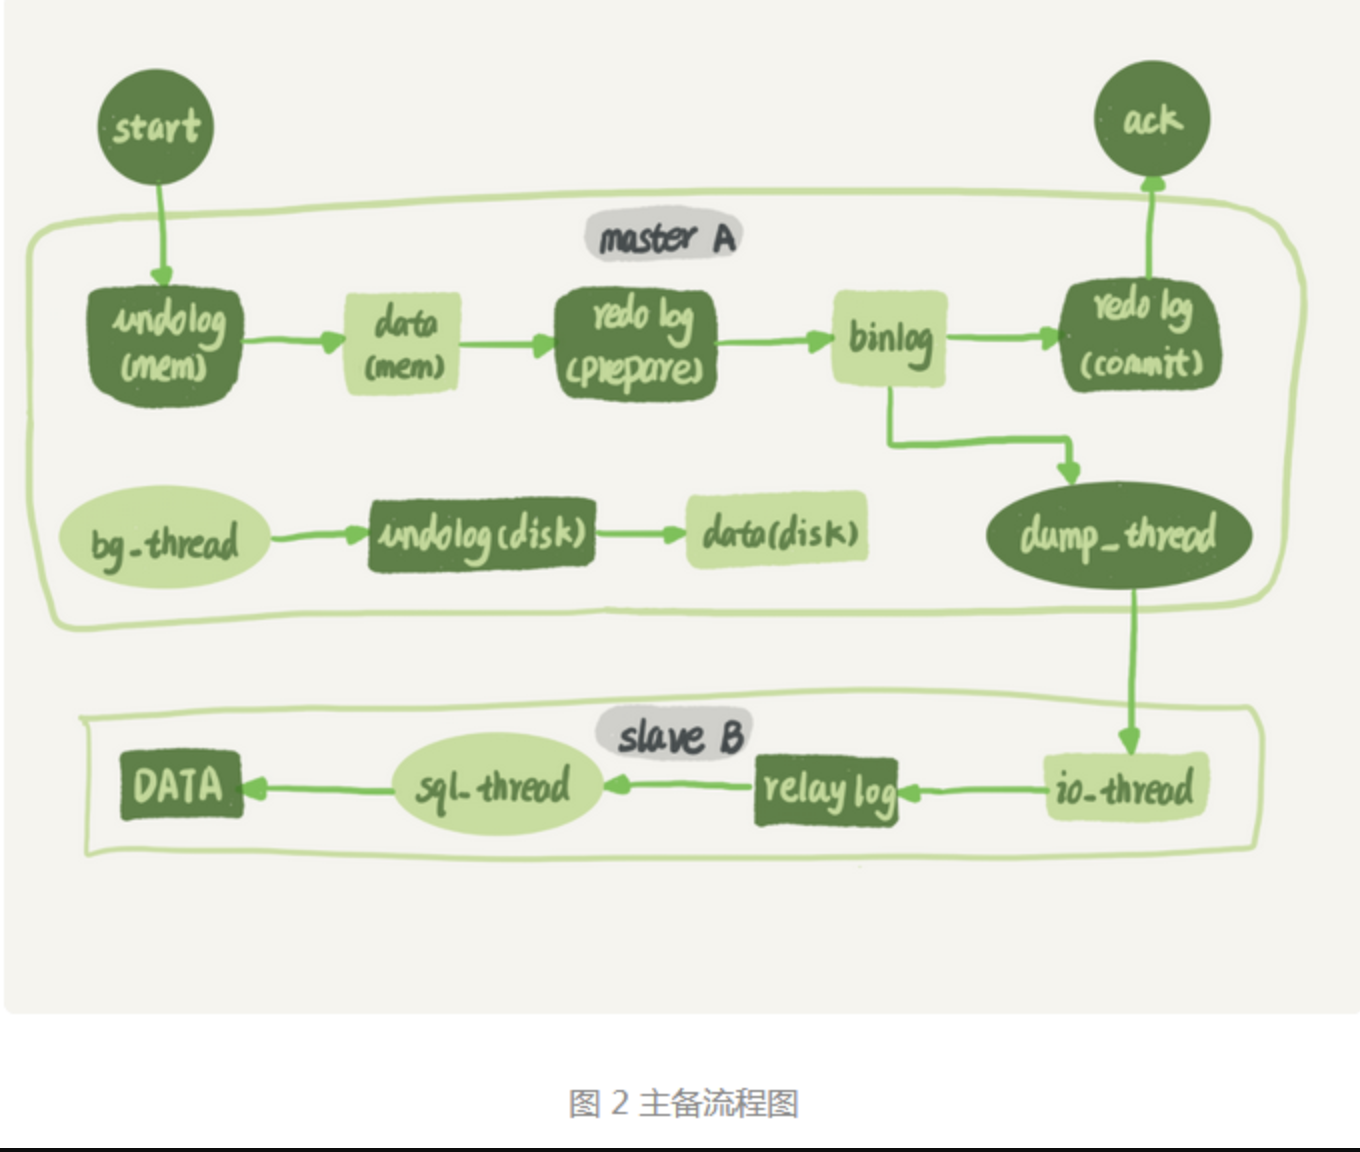 start
ack
master A
undolog
(mem)
data
(mem)
redo log
(prepare)
binlog
redo log
(commit)
bg_thread
undolog(disk)
data(disk)
dump_thread
slave B
DATA
sql_thread
relay log
io_thread
图 2 主备流程图